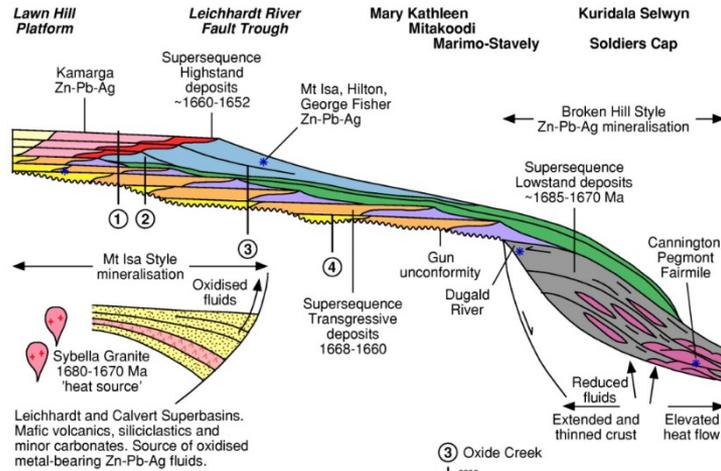 Lawn Hill
Platform
Leichhardt River
Fault Trough
Mary Kathleen
Mitakoodi
Marimo-Stavely
Kuridala Selwyn
Soldiers Cap
Kamarga
Zn-Pb-Ag
Supersequence
Highstand
deposits
~1660-1652
Mt Isa, Hilton,
George Fisher
Zn-Pb-Ag
Broken Hill Style
Zn-Pb-Ag mineralisation
Supersequence
Lowstand deposits
~1685-1670 Ma
1
2
3
4
Cannington
Pegmont
Fairmile
Mt Isa Style
mineralisation
Oxidised
fluids
Gun
unconformity
Dugald
River
Supersequence
Transgressive
deposits
1668-1660
Sybella Granite
1680-1670 Ma
'heat source'
Reduced
fluids
Extended and
thinned crust
Elevated
heat flow
Leichhardt and Calvert Superbasins.
Mafic volcanics, siliciclastics and
minor carbonates. Source of oxidised
metal-bearing Zn-Pb-Ag fluids.
3 Oxide Creek